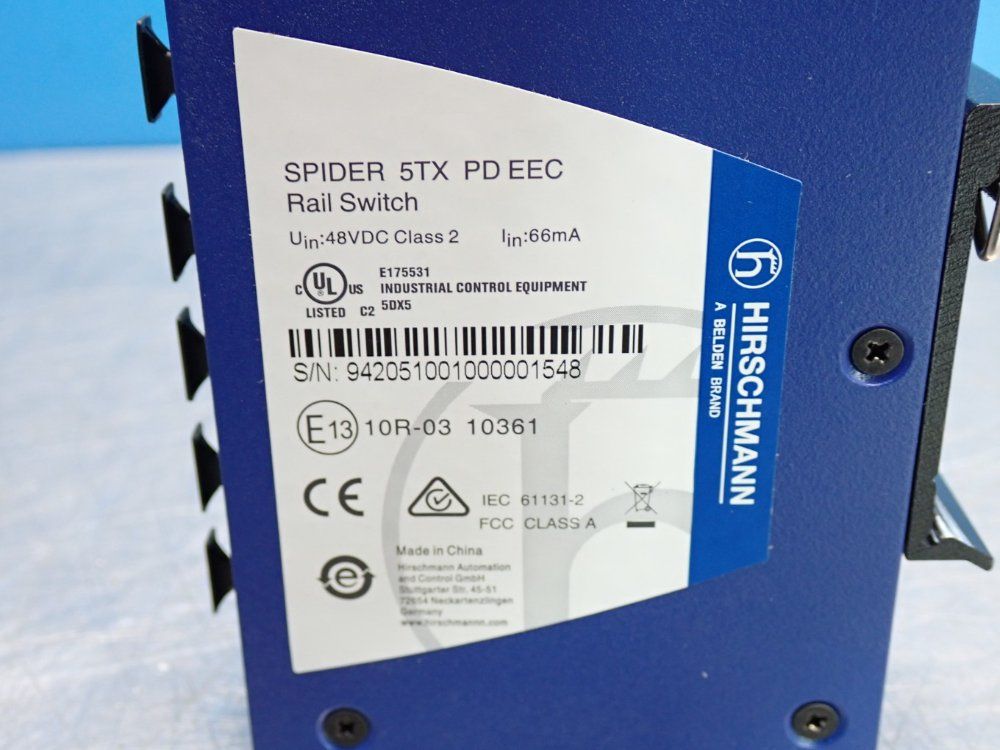 SPIDER 5TX PD EEC
Rail Switch
Uin:48VDC Class 2 Iin:66mA
C UL US
LISTED C2
E175531
INDUSTRIAL CONTROL EQUIPMENT
5DX5
S/N: 942051001000001548
E13 10R-03 10361
CE
IEC 61131-2
FCC CLASS A
e
Made in China
Hirschmann Automation
and Control GmbH
Stuttgarter Str. 45-51
72654 Neckartenzlingen
Germany
www.hirschmannn.com
h HIRSCHMANN
A BELDEN BRAND